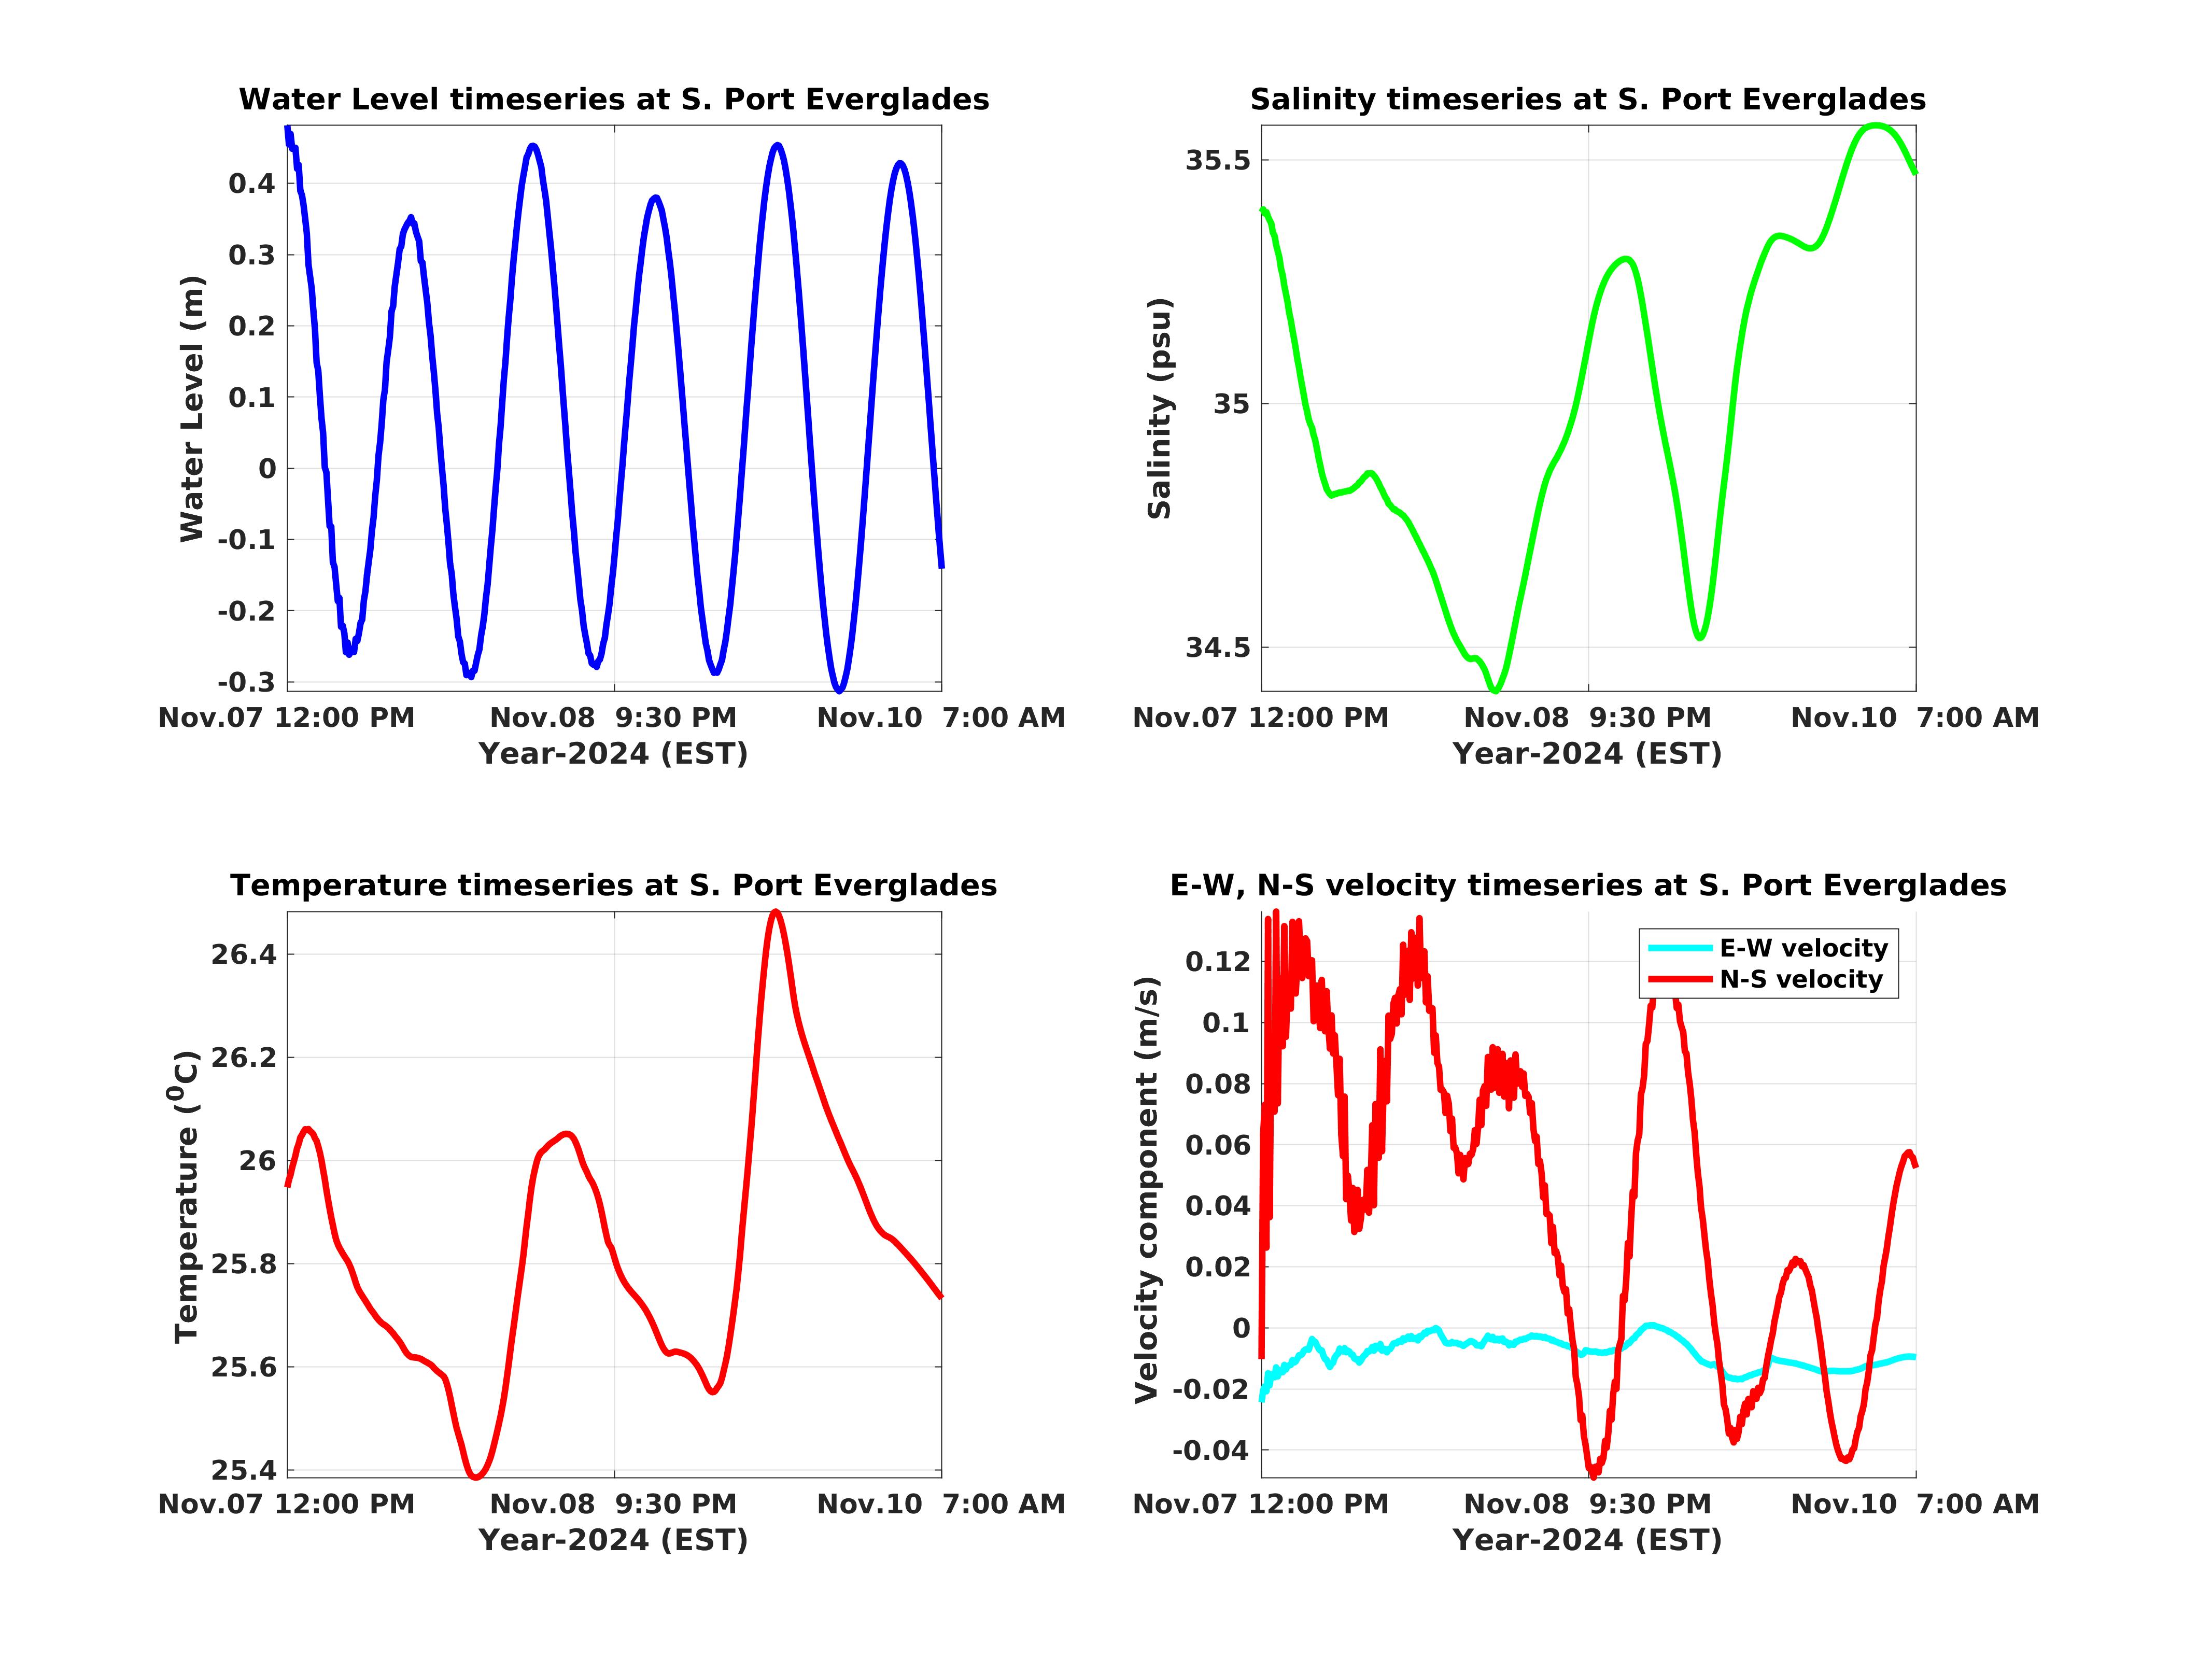 Water Level timeseries at S. Port Everglades
Water Level (m)
0.4
0.3
0.2
0.1
0
-0.1
-0.2
-0.3
Nov.07 12:00 PM
Nov.08 9:30 PM
Nov.10 7:00 AM
Year-2024 (EST)
Salinity timeseries at S. Port Everglades
Salinity (psu)
35.5
35
34.5
Nov.07 12:00 PM
Nov.08 9:30 PM
Nov.10 7:00 AM
Year-2024 (EST)
Temperature timeseries at S. Port Everglades
Temperature (⁰C)
26.4
26.2
26
25.8
25.6
25.4
Nov.07 12:00 PM
Nov.08 9:30 PM
Nov.10 7:00 AM
Year-2024 (EST)
E-W, N-S velocity timeseries at S. Port Everglades
Velocity component (m/s)
E-W velocity
N-S velocity
0.12
0.1
0.08
0.06
0.04
0.02
0
-0.02
-0.04
Nov.07 12:00 PM
Nov.08 9:30 PM
Nov.10 7:00 AM
Year-2024 (EST)